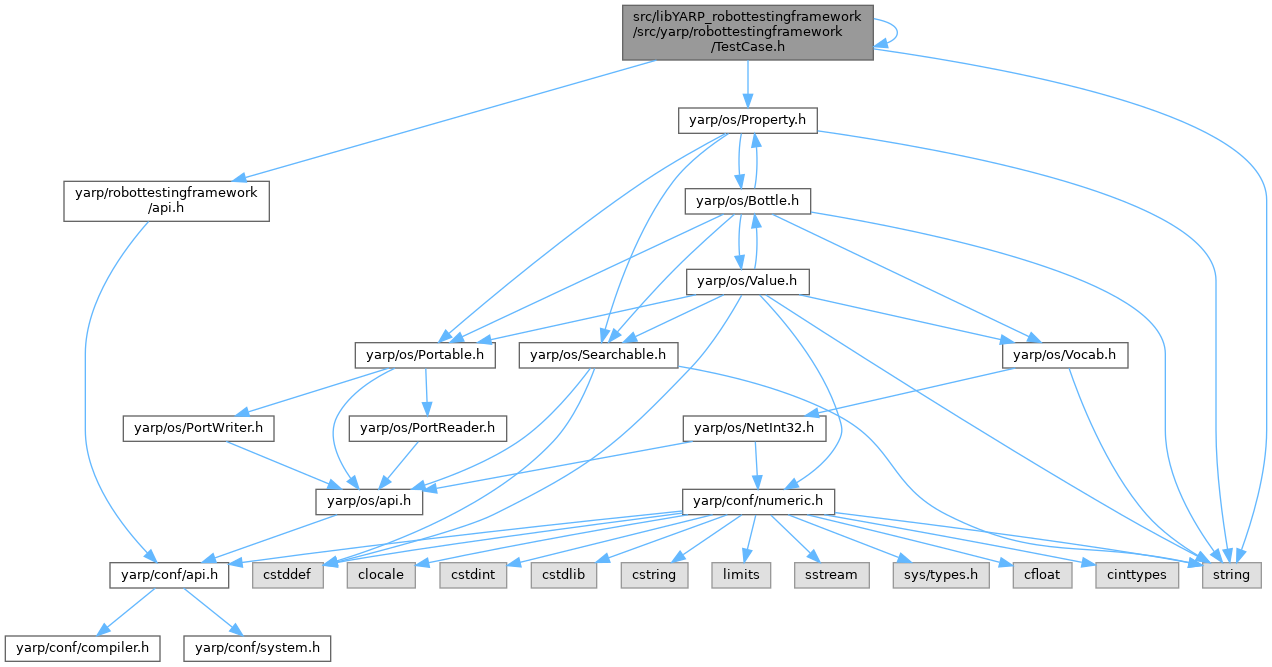 src/libYARP_robottestingframework
/src/yarp/robottestingframework
/TestCase.h
yarp/os/Property.h
yarp/robottestingframework
/api.h
yarp/os/Bottle.h
yarp/os/Value.h
yarp/os/Portable.h
yarp/os/Searchable.h
yarp/os/Vocab.h
yarp/os/PortWriter.h
yarp/os/PortReader.h
yarp/os/NetInt32.h
yarp/os/api.h
yarp/conf/numeric.h
yarp/conf/api.h
cstddef
clocale
cstdint
cstdlib
cstring
limits
sstream
sys/types.h
cfloat
cinttypes
string
yarp/conf/compiler.h
yarp/conf/system.h